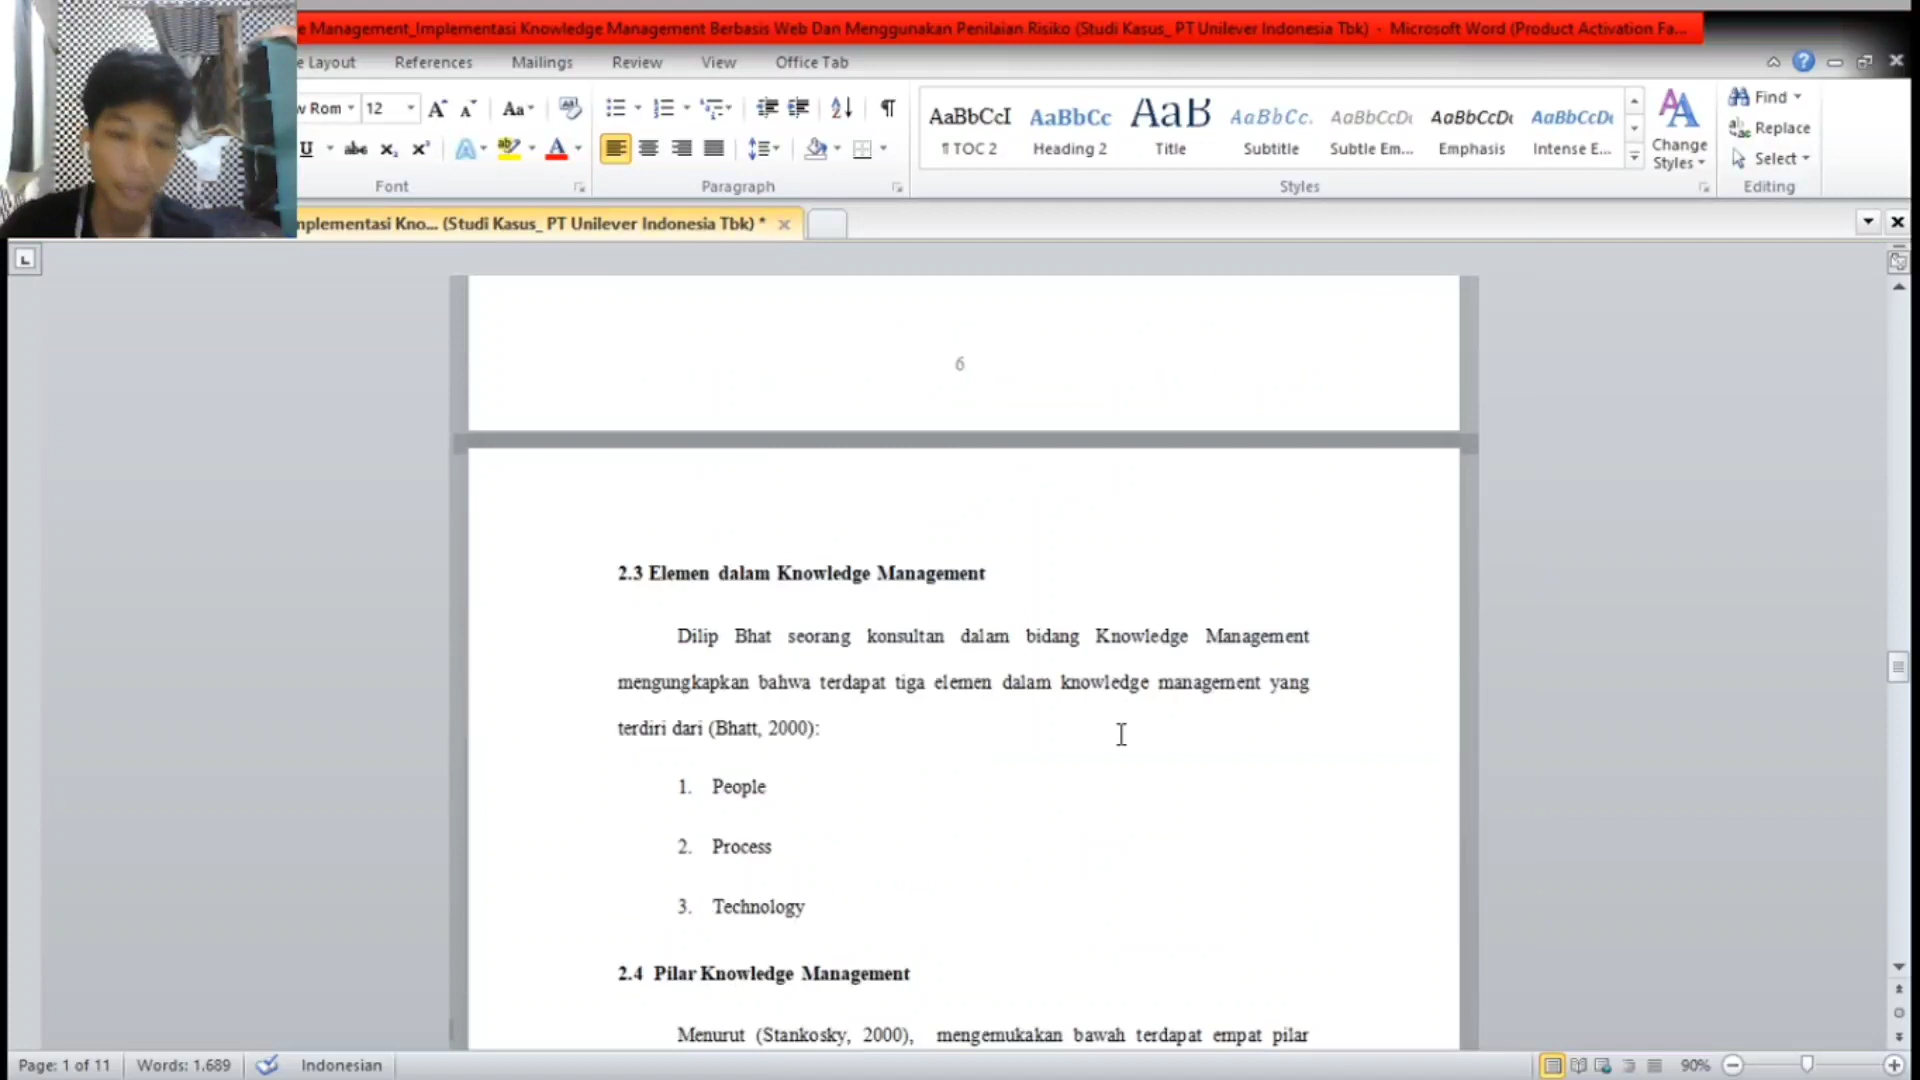 e Management_Implementasi Knowledge Management Berbasis Web Dan Menggunakan Penilaian Risiko (Studi Kasus_ PT Unilever Indonesia Tbk) - Microsoft Word (Product Activation Fa...
e Layout References Mailings Review View Office Tab
w Rom 12 Aa
AaBbCcI AaBbCc AaB AaBbCc. AaBbCcDi AaBbCcDi AaBbCcDi
¶ TOC 2 Heading 2 Title Subtitle Subtle Em... Emphasis Intense E...
Change Styles
Find
Replace
Select
Font Paragraph Styles Editing
nplementasi Kno... (Studi Kasus_ PT Unilever Indonesia Tbk) *
6
2.3 Elemen dalam Knowledge Management
Dilip Bhat seorang konsultan dalam bidang Knowledge Management
mengungkapkan bahwa terdapat tiga elemen dalam knowledge management yang
terdiri dari (Bhatt, 2000):
1. People
2. Process
3. Technology
2.4 Pilar Knowledge Management
Menurut (Stankosky, 2000), mengemukakan bawah terdapat empat pilar
Page: 1 of 11 Words: 1.689 Indonesian 90%